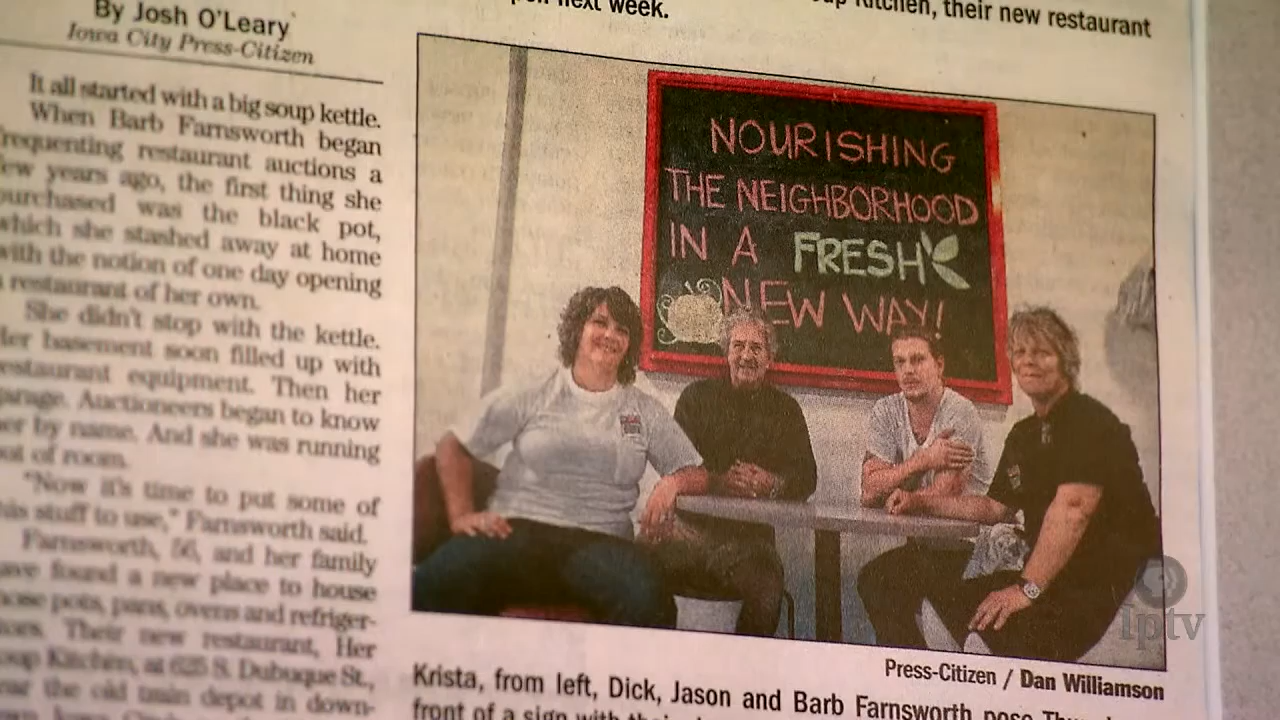 next week.
Kitchen, their new restaurant
By Josh O'Leary
Iowa City Press-Citizen
It all started with a big soup kettle.
When Barb Farnsworth began
frequenting restaurant auctions a
few years ago, the first thing she
purchased was the black pot,
which she stashed away at home
with the notion of one day opening
a restaurant of her own.
She didn't stop with the kettle.
Her basement soon filled up with
restaurant equipment. Then her
garage. Auctioneers began to know
her by name. And she was running
out of room.
"Now it's time to put some of
this stuff to use," Farnsworth said.
Farnsworth, 56, and her family
have found a new place to house
those pots, pans, ovens and refriger-
ators. Their new restaurant, Her
Soup Kitchen, at 625 S. Dubuque St.,
near the old train depot in down-
NOURISHING
THE NEIGHBORHOOD
IN A FRESH
NEW WAY!
Press-Citizen / Dan Williamson
Krista, from left, Dick, Jason and Barb Farnsworth pose
front of a sign with
iptv